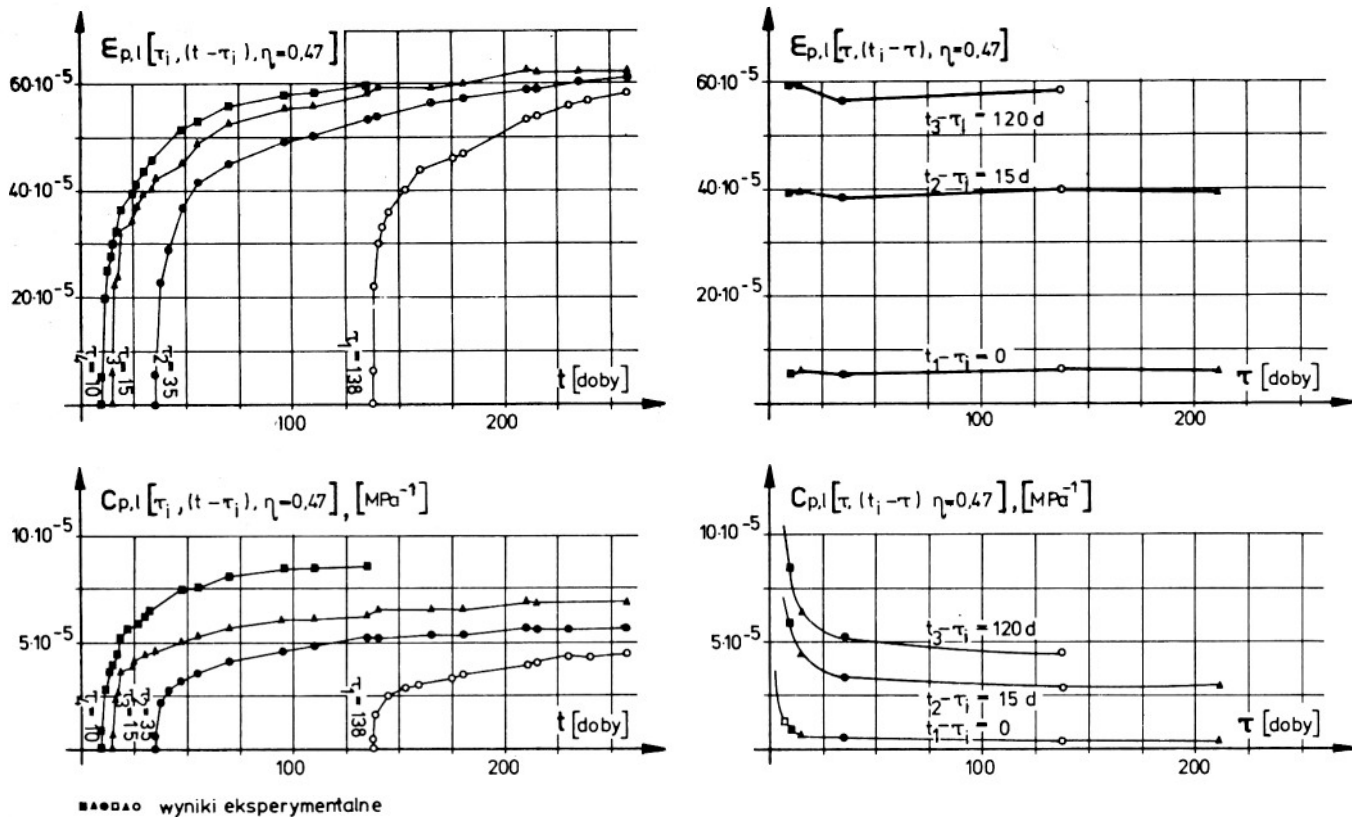 εp,l [τi, (t − τi), η = 0,47]
60·10⁻⁵
40·10⁻⁵
20·10⁻⁵
τ4 = 10
τ3 = 15
τ2 = 35
τ1 = 138
t [doby]
100
200
εp,l [τ, (ti − τ), η = 0,47]
60·10⁻⁵
40·10⁻⁵
20·10⁻⁵
t3 − τi = 120 d
t2 − τi = 15 d
t1 − τi = 0
τ [doby]
100
200
Cp,l [τi, (t − τi), η = 0,47], [MPa⁻¹]
10·10⁻⁵
5·10⁻⁵
τ4 = 10
τ3 = 15
τ2 = 35
τ1 = 138
t [doby]
100
200
Cp,l [τ, (ti − τ) η = 0,47], [MPa⁻¹]
10·10⁻⁵
5·10⁻⁵
t3 − τi = 120 d
t2 − τi = 15 d
t1 − τi = 0
τ [doby]
100
200
wyniki eksperymentalne